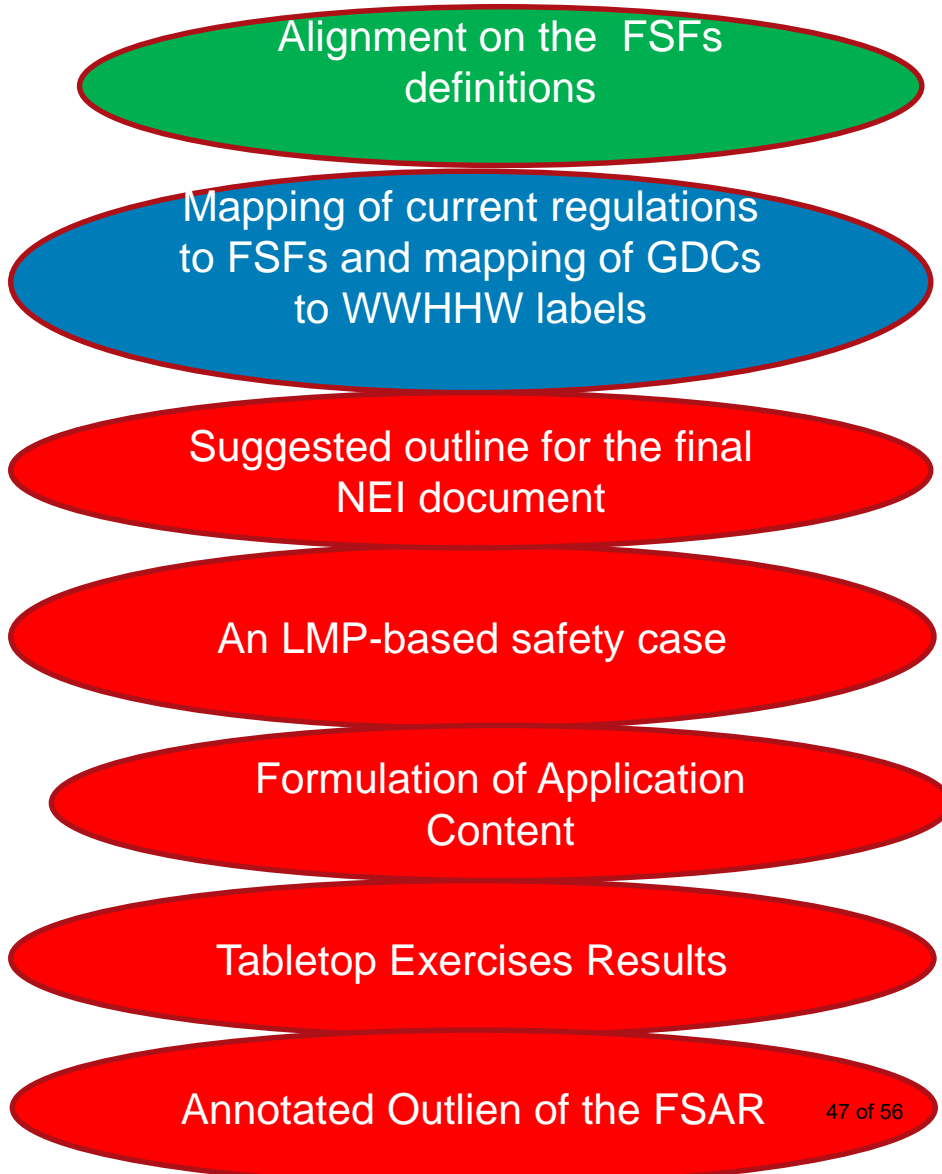 Alignment on the FSFs
definitions
Mapping of current regulations
to FSFs and mapping of GDCs
to WWHHW labels
Suggested outline for the final
NEI document
An LMP-based safety case
Formulation of Application
Content
Tabletop Exercises Results
Annotated Outlien of the FSAR
47 of 56